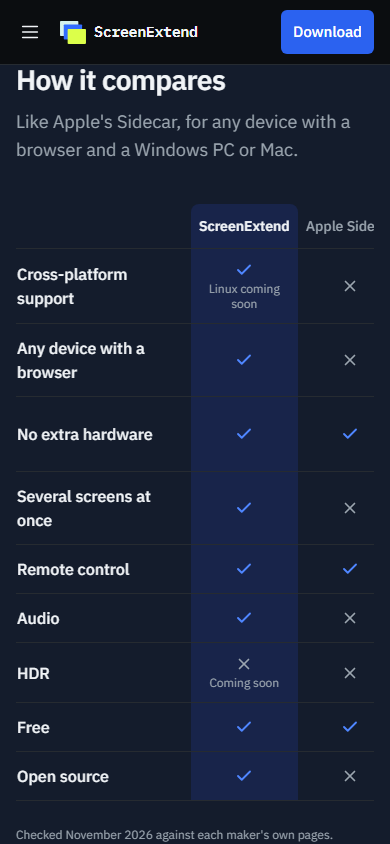 ScreenExtend
Download
How it compares
Like Apple's Sidecar, for any device with a
browser and a Windows PC or Mac.
ScreenExtend Apple Side
Cross-platform
support
Linux coming
soon
Any device with a
browser
No extra hardware
Several screens at
once
Remote control
Audio
HDR
Coming soon
Free
Open source
Checked November 2026 against each maker's own pages.